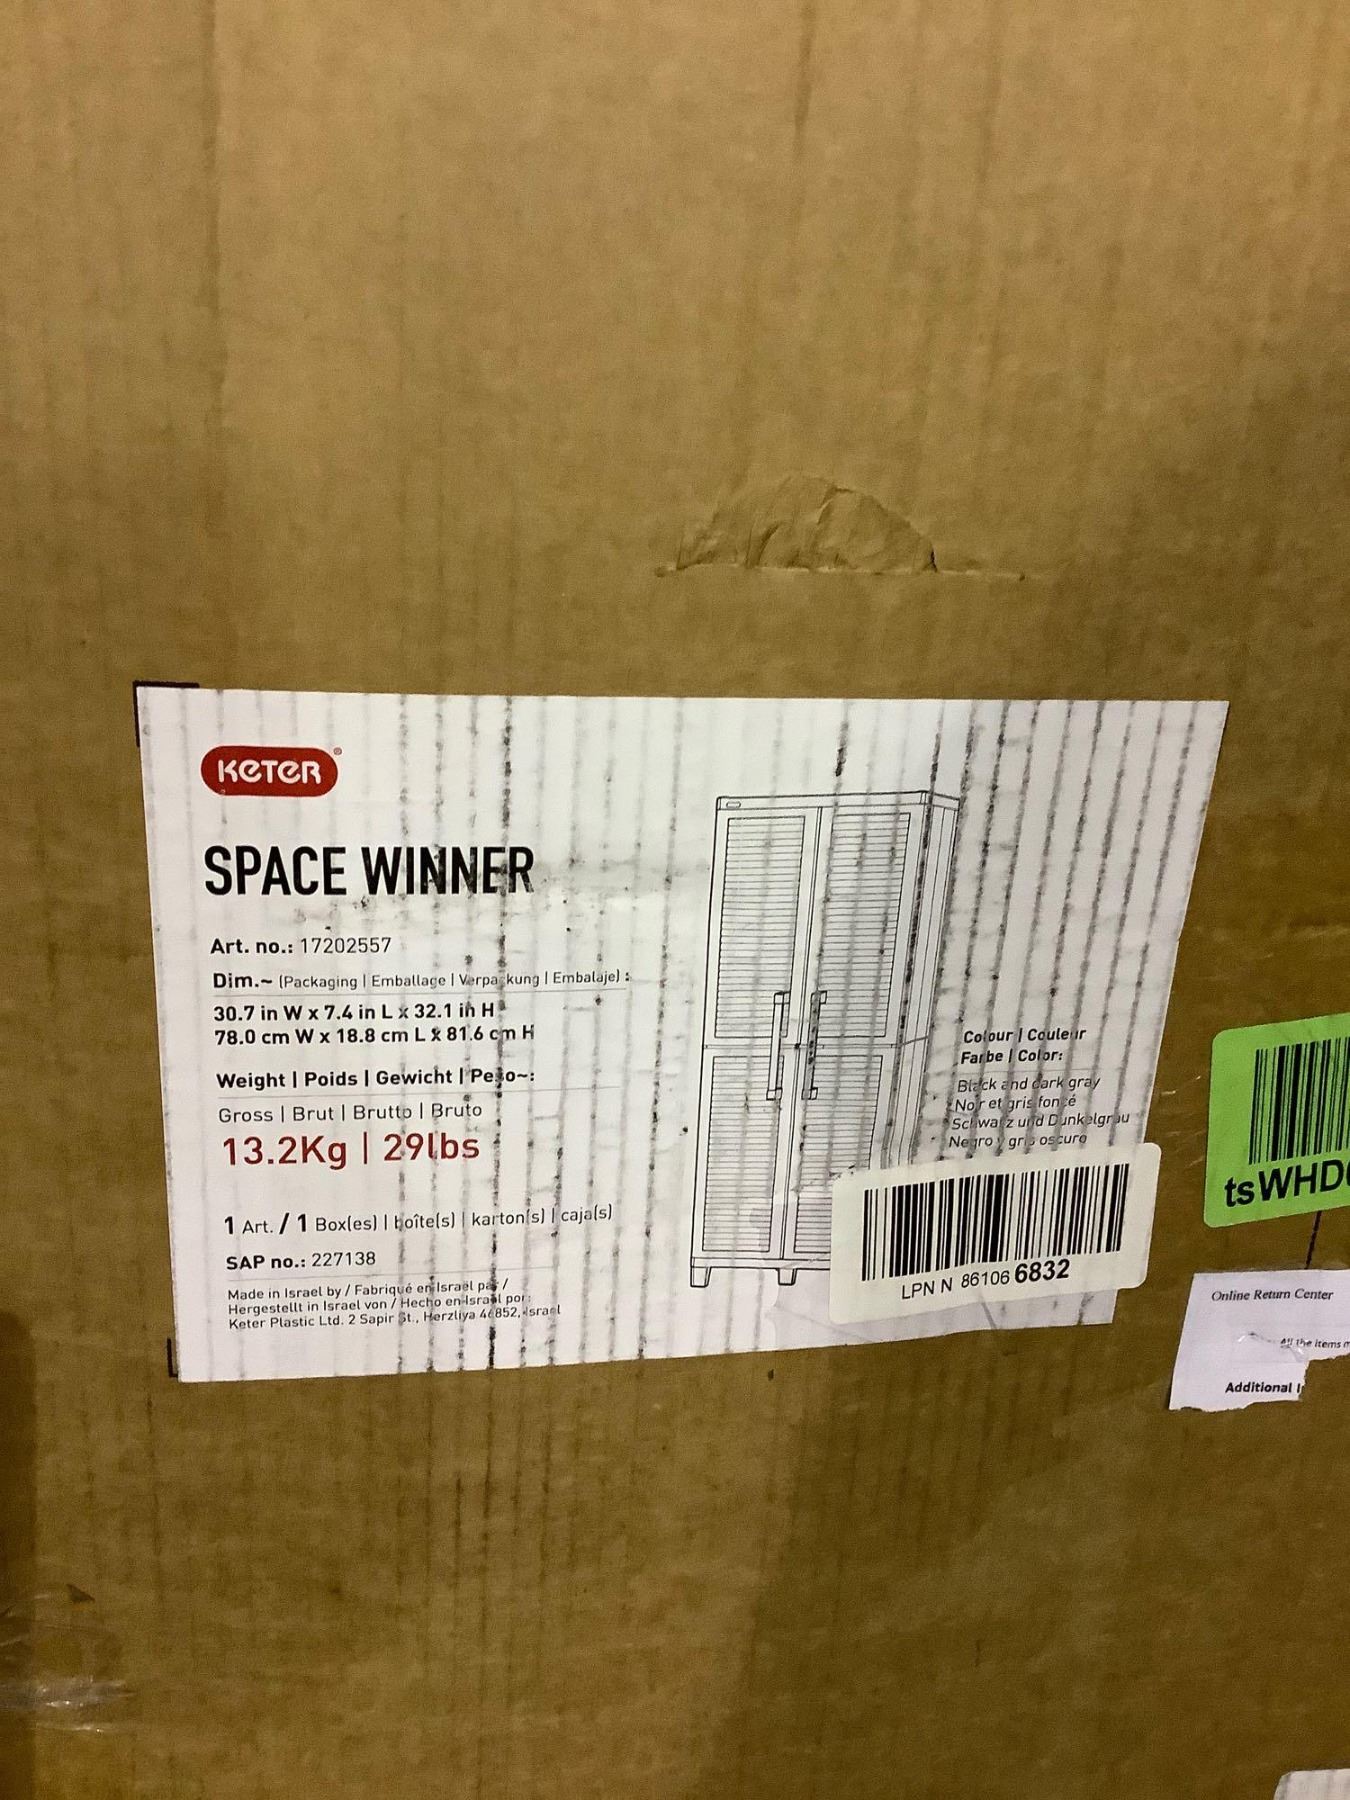 KETER®
SPACE WINNER
Art. no.: 17202557
Dim.~ (Packaging | Emballage | Verpackung | Embalaje) :
30.7 in W x 7.4 in L x 32.1 in H
78.0 cm W x 18.8 cm L x 81.6 cm H
Weight | Poids | Gewicht | Peso~:
Gross | Brut | Brutto | Bruto
13.2Kg | 29lbs
1 Art. / 1 Box(es) | boîte(s) | karton(s) | caja(s)
SAP no.: 227138
Made in Israel by / Fabriqué en Israël par /
Hergestellt in Israel von / Hecho en Israel por:
Keter Plastic Ltd. 2 Sapir St., Herzliya 46852, Israel
Colour | Couleur
Farbe | Color:
Black and dark gray
Noir et gris foncé
Schwarz und Dunkelgrau
Negro y gris oscuro
LPN N 86106 6832
tsWHD
Online Return Center
All the items
Additional